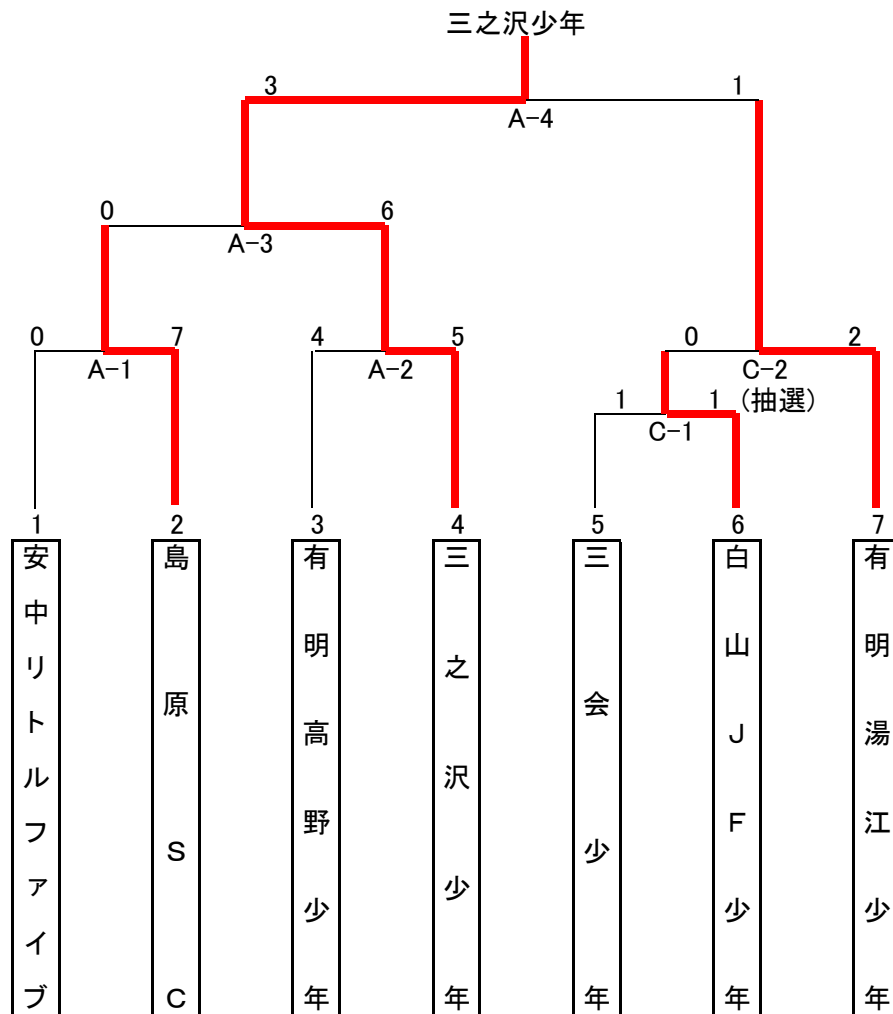 三之沢少年
3 1
A-4
0 6
A-3
0 7 4 5 0 2
A-1 A-2 C-2
1 1 (抽選)
C-1
1 2 3 4 5 6 7
安中リトルファイブ
島原SC
有明高野少年
三之沢少年
三会少年
白山JF少年
有明湯江少年